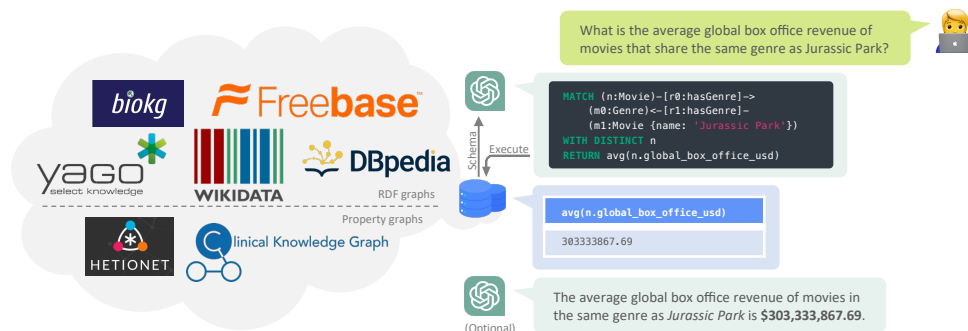 What is the average global box office revenue of
movies that share the same genre as Jurassic Park?
biokg
Freebase™
yago
select knowledge
WIKIDATA
DBpedia
RDF graphs
Property graphs
HETIONET
Clinical Knowledge Graph
Schema
Execute
MATCH (n:Movie)-[r0:hasGenre]->
(m0:Genre)<-[r1:hasGenre]-
(m1:Movie {name: 'Jurassic Park'})
WITH DISTINCT n
RETURN avg(n.global_box_office_usd)
avg(n.global_box_office_usd)
303333867.69
(Optional)
The average global box office revenue of movies in
the same genre as Jurassic Park is $303,333,867.69.